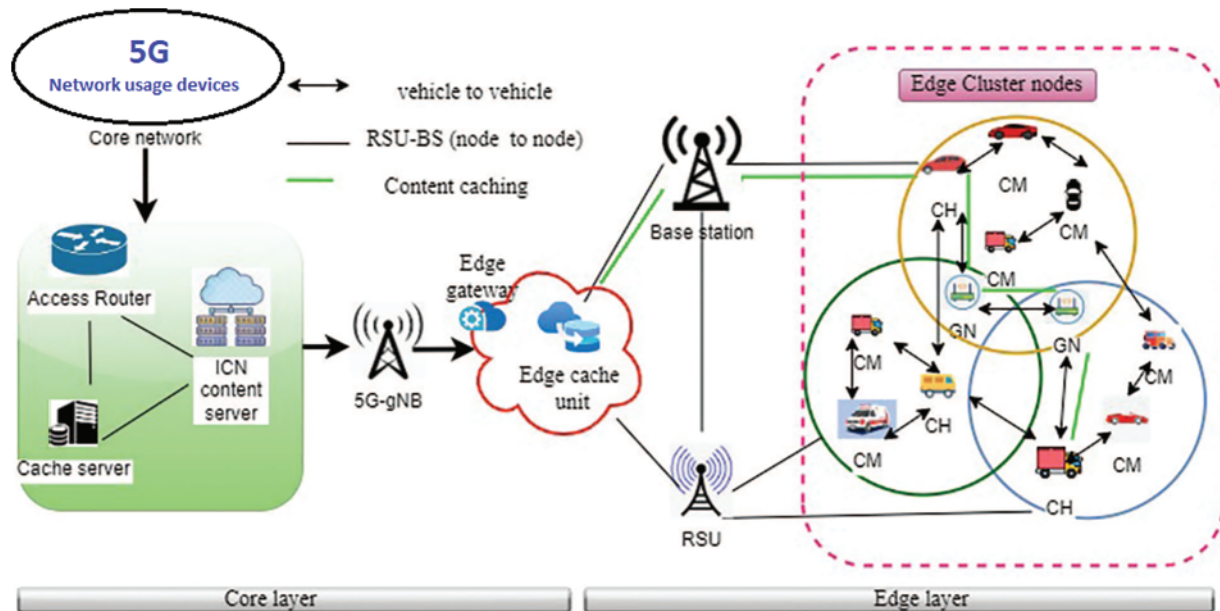 5G
Network usage devices
Core network
vehicle to vehicle
RSU-BS (node to node)
Content caching
Access Router
ICN
content
server
Cache server
5G-gNB
Edge
gateway
Edge cache
unit
Base station
RSU
Edge Cluster nodes
CM
CH
CM
CM
GN
GN
CM
CH
CM
CM
CM
CH
Core layer
Edge layer